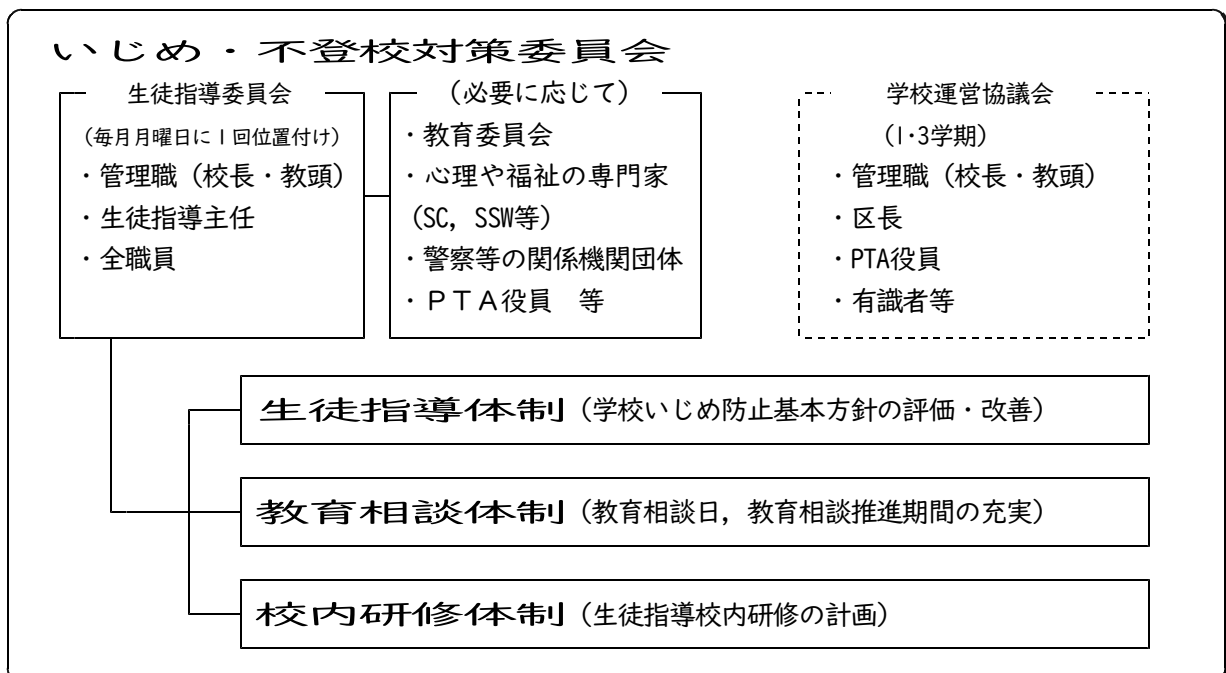 いじめ・不登校対策委員会
生徒指導委員会
(毎月月曜日に1回位置付け)
・管理職(校長・教頭)
・生徒指導主任
・全職員
(必要に応じて)
・教育委員会
・心理や福祉の専門家
(SC, SSW等)
・警察等の関係機関団体
・PTA役員 等
学校運営協議会
(1・3学期)
・管理職(校長・教頭)
・区長
・PTA役員
・有識者等
生徒指導体制(学校いじめ防止基本方針の評価・改善)
教育相談体制(教育相談日,教育相談推進期間の充実)
校内研修体制(生徒指導校内研修の計画)